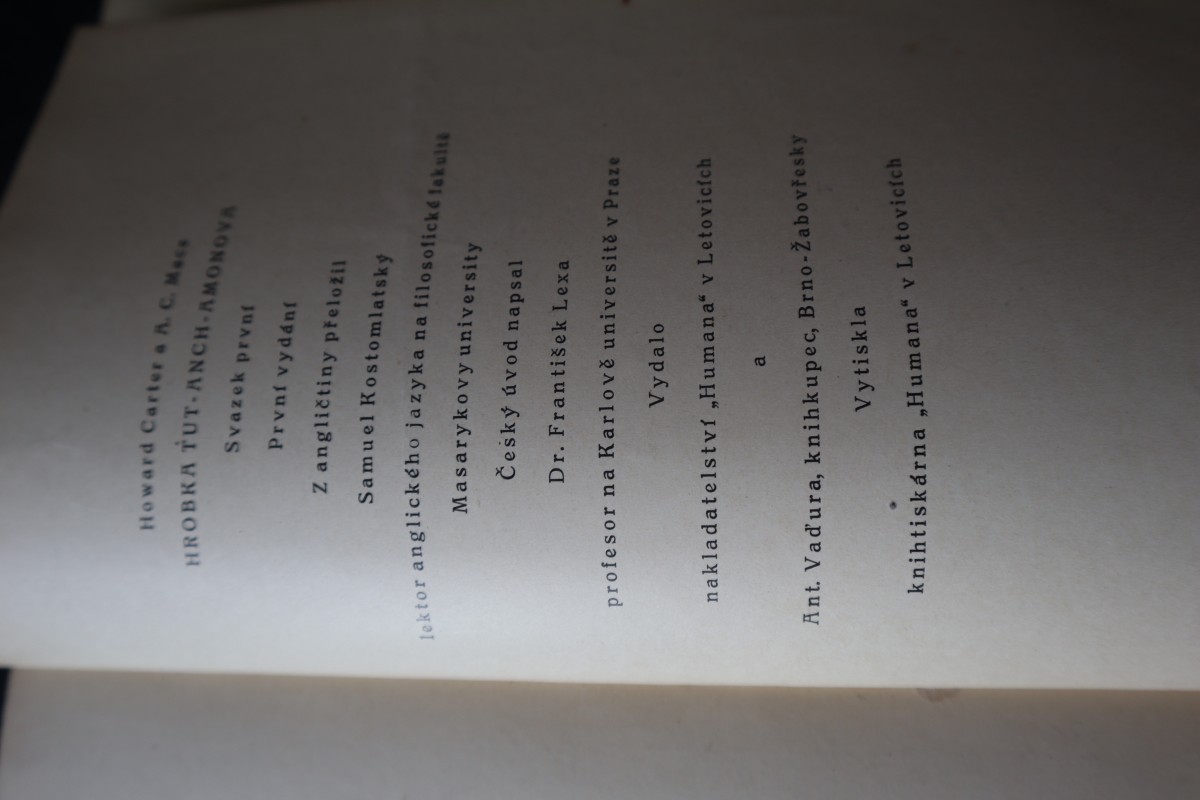 Howard Carter a A. C. Mace
HROBKA ŤUT-ANCH-AMONOVA
Svazek první
První vydání
Z angličtiny přeložil
Samuel Kostomlatský
lektor anglického jazyka na filosofické fakultě
Masarykovy university
Český úvod napsal
Dr. František Lexa
profesor na Karlově universitě v Praze
Vydalo
nakladatelství „Humana“ v Letovicích
a
Ant. Vaďura, knihkupec, Brno-Žabovřesky
Vytiskla
knihtiskárna „Humana“ v Letovicích